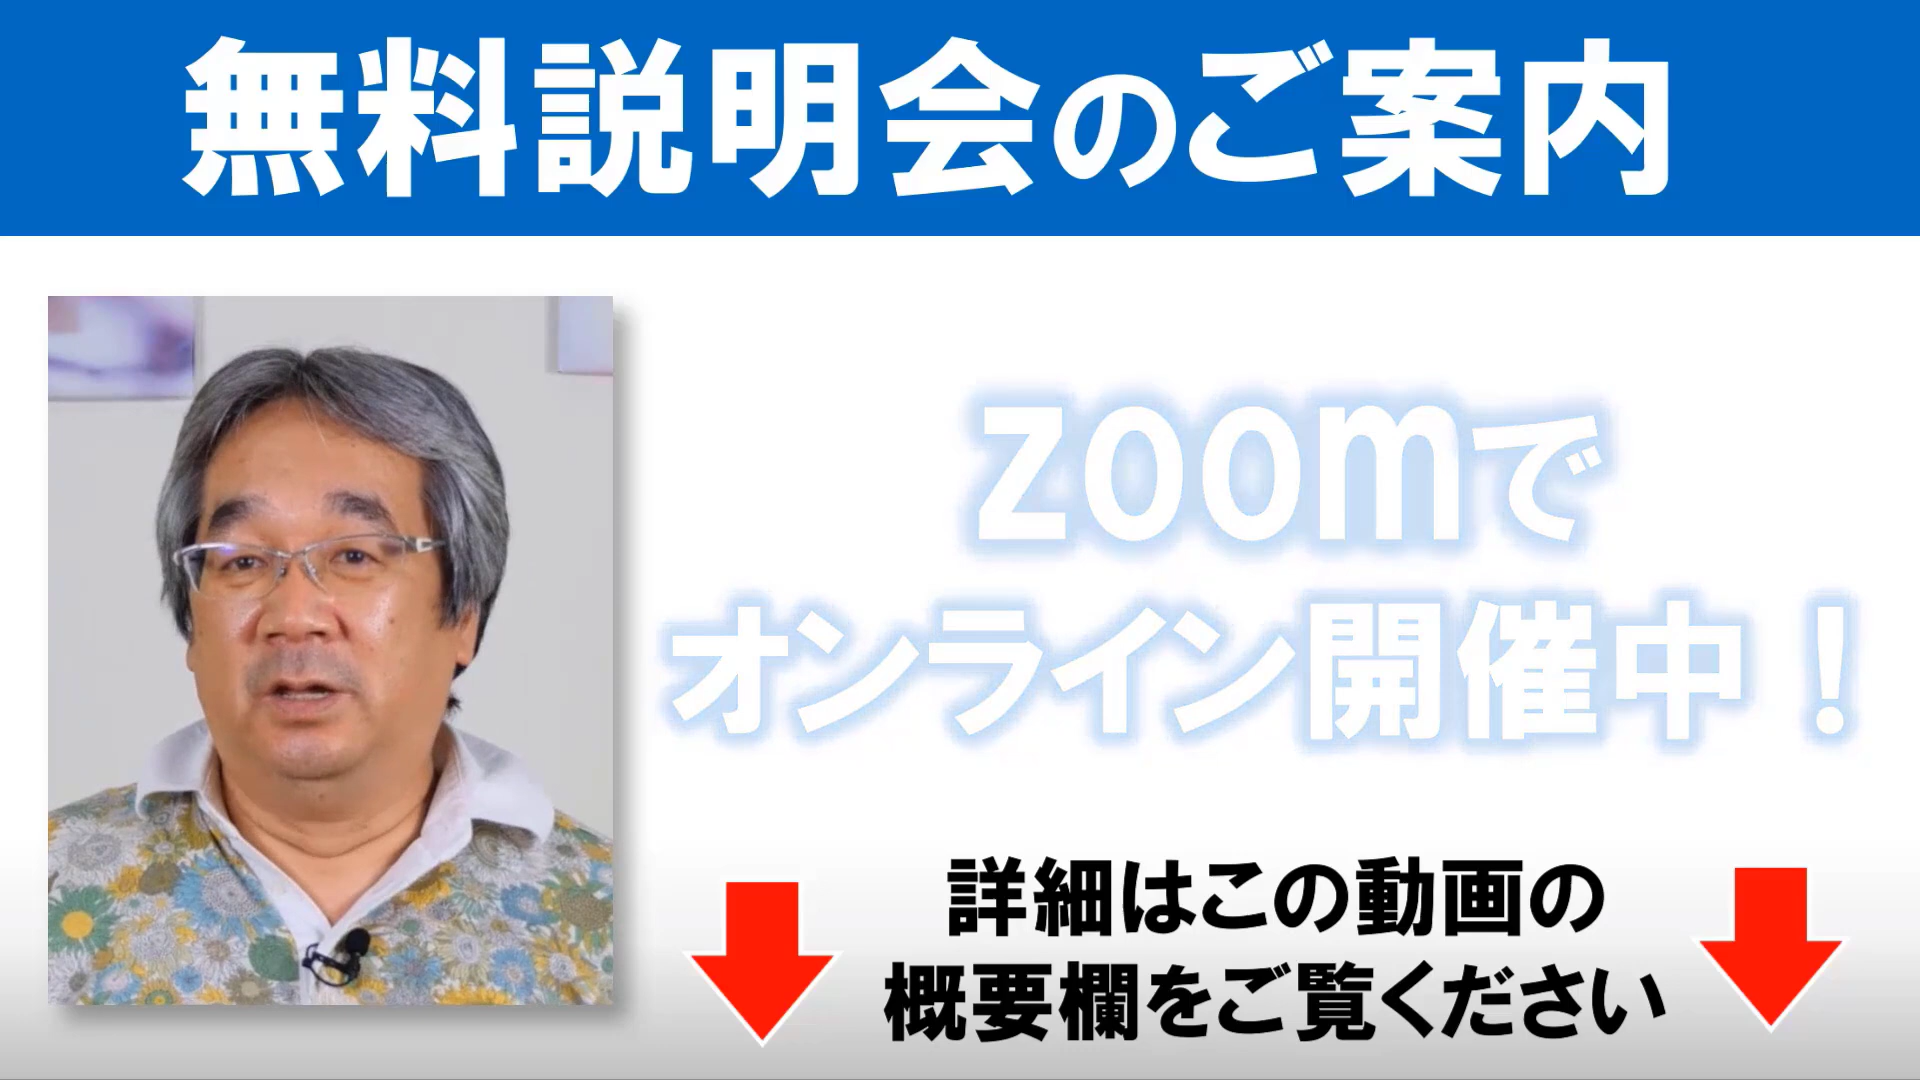 無料説明会のご案内
zoomで
オンライン開催中！
詳細はこの動画の
概要欄をご覧ください